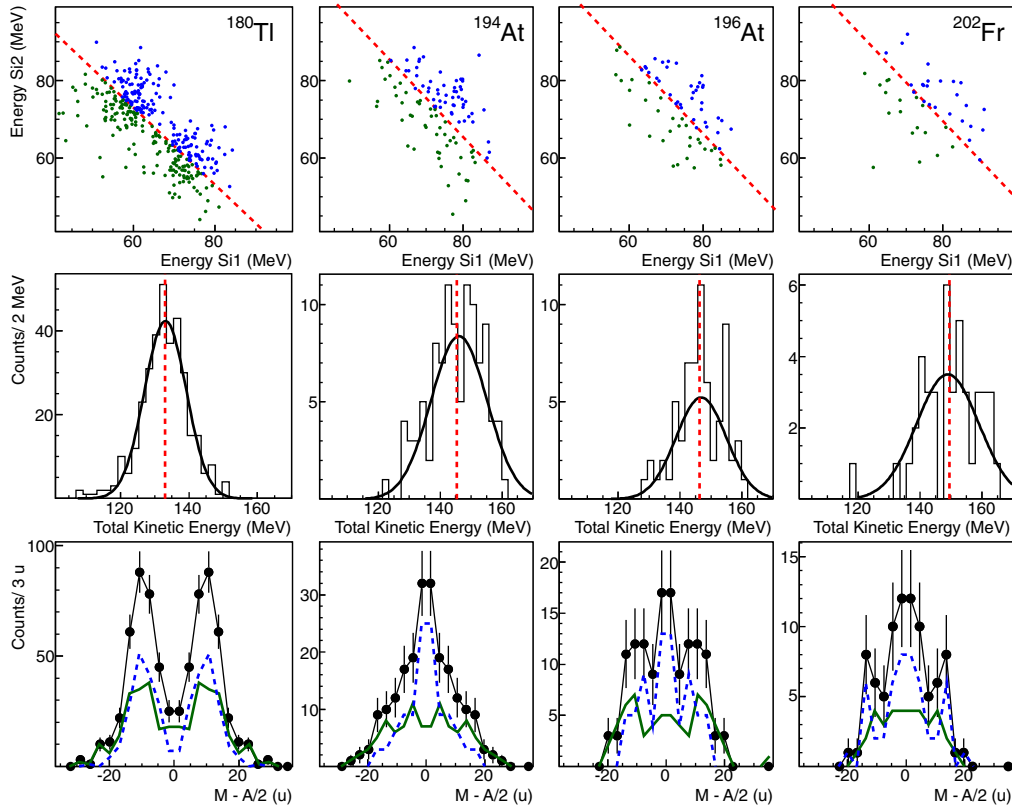 Energy Si2 (MeV)
80
60
¹⁸⁰Tl
¹⁹⁴At
¹⁹⁶At
²⁰²Fr
80
60
80
60
80
60
60 80
60 80
60 80
60 80
Energy Si1 (MeV)
Energy Si1 (MeV)
Energy Si1 (MeV)
Energy Si1 (MeV)
Counts/ 2 MeV
40
20
10
5
10
5
6
4
2
120 140 160
120 140 160
120 140 160
120 140 160
Total Kinetic Energy (MeV)
Total Kinetic Energy (MeV)
Total Kinetic Energy (MeV)
Total Kinetic Energy (MeV)
Counts/ 3 u
100
50
30
20
10
20
15
10
5
15
10
5
-20 0 20
-20 0 20
-20 0 20
-20 0 20
M - A/2 (u)
M - A/2 (u)
M - A/2 (u)
M - A/2 (u)